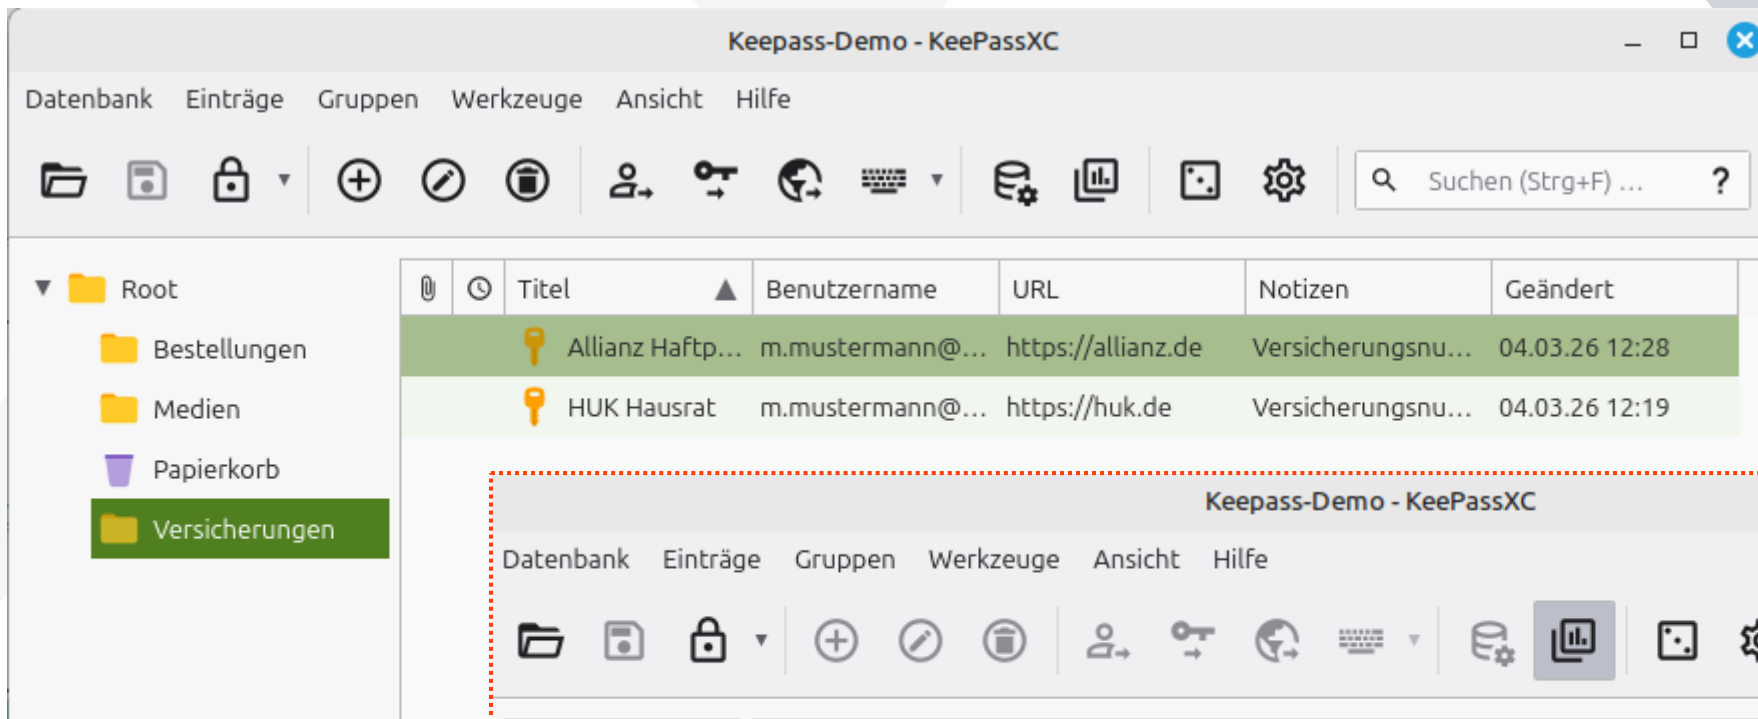 Keepass-Demo - KeePassXC
Datenbank Einträge Gruppen Werkzeuge Ansicht Hilfe
Suchen (Strg+F) ... ?
Root
Bestellungen
Medien
Papierkorb
Versicherungen
Titel Benutzername URL Notizen Geändert
Allianz Haftp... m.mustermann@... https://allianz.de Versicherungsnu... 04.03.26 12:28
HUK Hausrat m.mustermann@... https://huk.de Versicherungsnu... 04.03.26 12:19
Keepass-Demo - KeePassXC
Datenbank Einträge Gruppen Werkzeuge Ansicht Hilfe